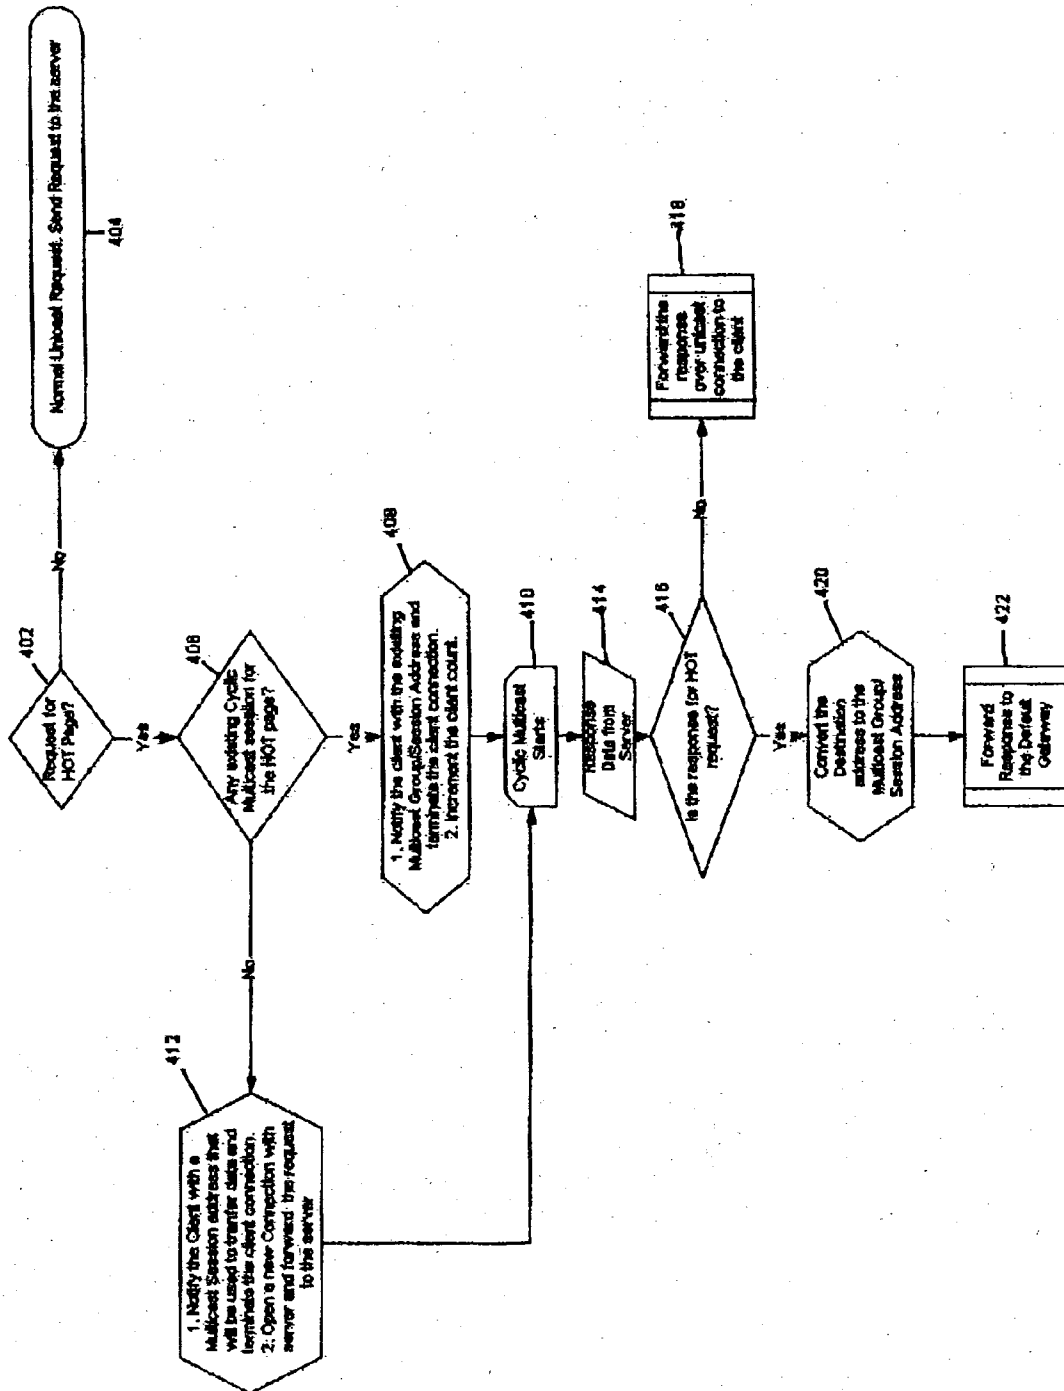 402
Request for
HOT Page?
No
Normal Unicast Request. Send Request to the server
404
Yes
406
Any existing Cyclic
Multicast session for
the HOT page?
No
412
1. Notify the Client with a
Multicast Session address that
will be used to tranfer data and
terminate the client connection.
2. Open a new Connection with
server and forward the request
to the server
Yes
408
1. Notify the client with the existing
Multicast Group/Session Address and
terminate the client connection.
2. Increment the client count.
410
Cyclic Multicast
Starts
414
Response
Data from
Server
416
Is the response for HOT
request?
No
418
Forward the
response
over unicast
connection to
the client
Yes
420
Convert the
Destination
address to the
Multicast Group/
Session Address
422
Forward
Response to
the Default
Gateway